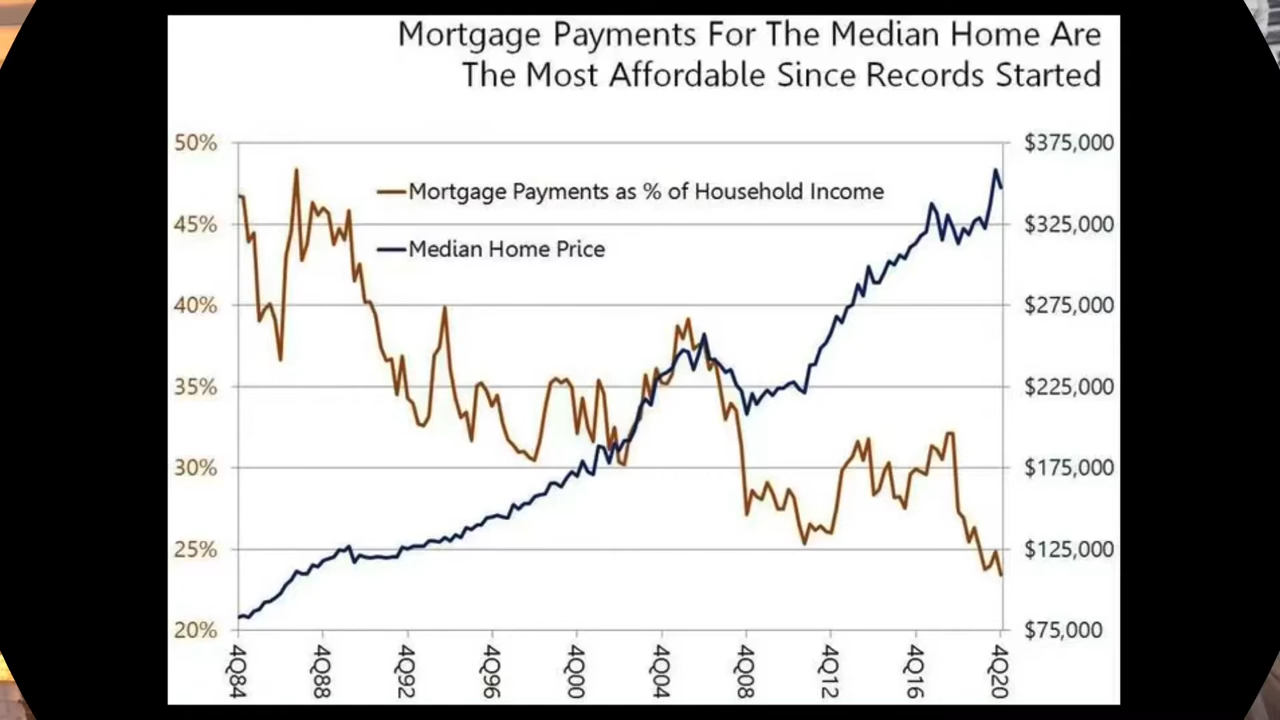 Mortgage Payments For The Median Home Are
The Most Affordable Since Records Started
50%
$375,000
Mortgage Payments as % of Household Income
45%
$325,000
Median Home Price
40%
$275,000
35%
$225,000
30%
$175,000
25%
$125,000
20%
$75,000
4Q84
4Q88
4Q92
4Q96
4Q00
4Q04
4Q08
4Q12
4Q16
4Q20